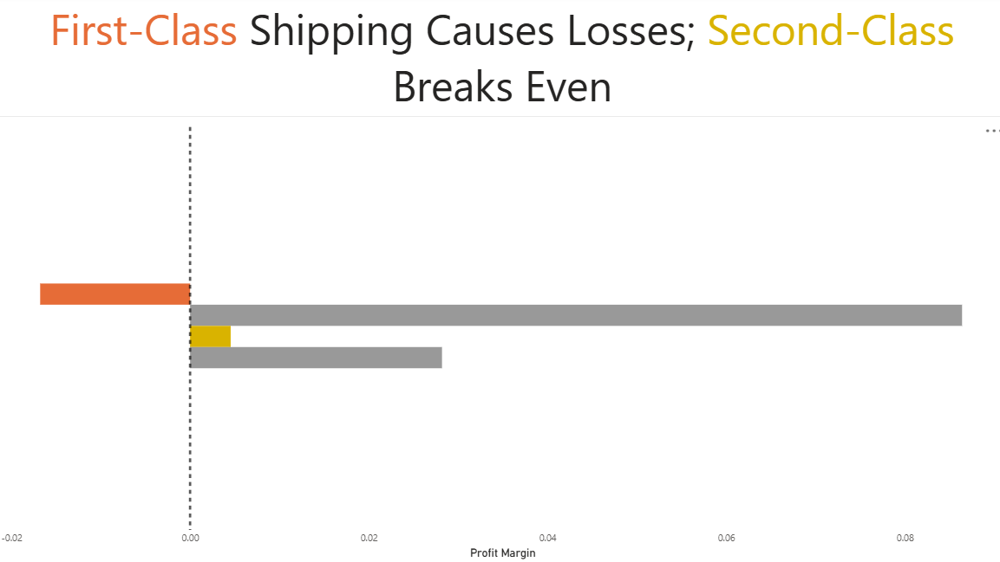 First-Class Shipping Causes Losses; Second-Class
Breaks Even
-0.02 0.00 0.02 0.04 0.06 0.08
Profit Margin